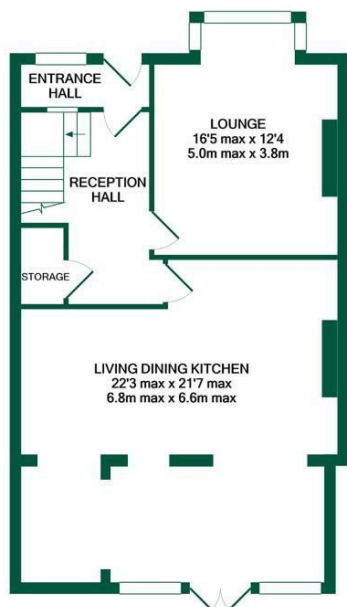 ENTRANCE
HALL
LOUNGE
16'5 max x 12'4
5.0m max x 3.8m
RECEPTION
HALL
STORAGE
LIVING DINING KITCHEN
22'3 max x 21'7 max
6.8m max x 6.6m max